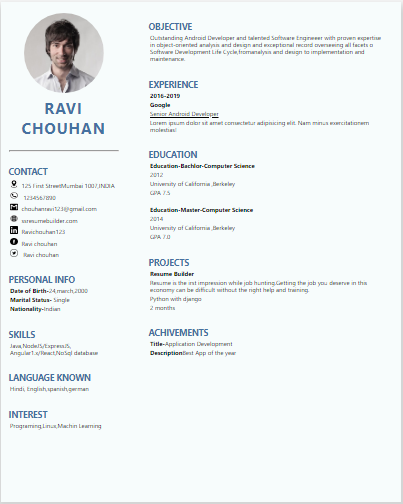 RAVI
CHOUHAN
CONTACT
125 First StreetMumbai 1007,INDIA
1234567890
chouhanravi123@gmail.com
ssresumebuilder.com
Ravichouhan123
Ravi chouhan
Ravi chouhan
PERSONAL INFO
Date of Birth-24,march,2000
Marital Status- Single
Nationality-Indian
SKILLS
Java,NodeJS/ExpressJS,
Angular1.x/React,NoSql database
LANGUAGE KNOWN
Hindi, English,spanish,german
INTEREST
Programing,Linux,Machin Learning
OBJECTIVE
Outstanding Android Developer and talented Software Engineeer with proven expertise
in object-oriented analysis and design and exceptional record overseeing all facets o
Software Development Life Cycle,fromanalysis and design to implementation and
maintenance.
EXPERIENCE
2016-2019
Google
Senior Android Developer
Lorem ipsum dolor sit amet consectetur adipisicing elit. Nam minus exercitationem
molestias!
EDUCATION
Education-Bachlor-Computer Science
2012
University of California ,Berkeley
GPA 7.5
Education-Master-Computer Science
2014
University of California ,Berkeley
GPA 7.0
PROJECTS
Resume Builder
Resume is the irst impression while job hunting.Getting the job you deserve in this
economy can be difficult without the right help and training.
Python with django
2 months
ACHIVEMENTS
Title-Application Development
DescriptionBest App of the year